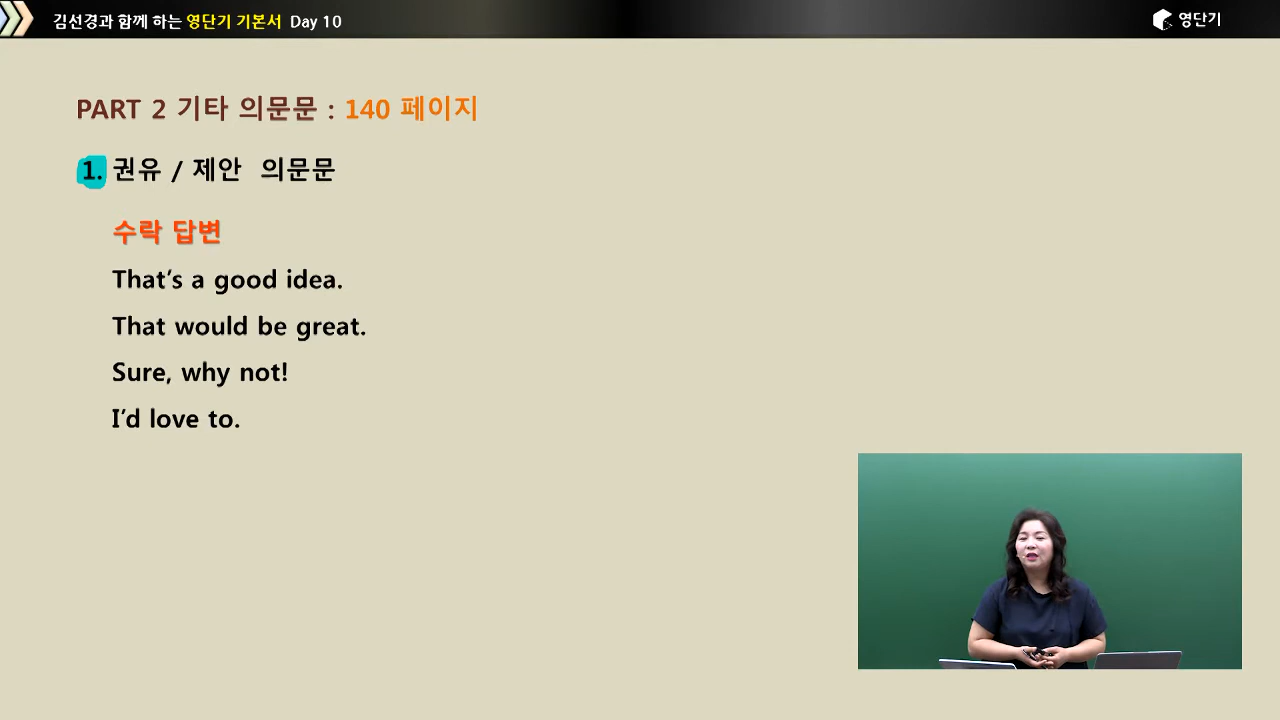 김선경과 함께 하는 영단기 기본서 Day 10
영단기
PART 2 기타 의문문 : 140 페이지
1. 권유 / 제안 의문문
수락 답변
That's a good idea.
That would be great.
Sure, why not!
I'd love to.